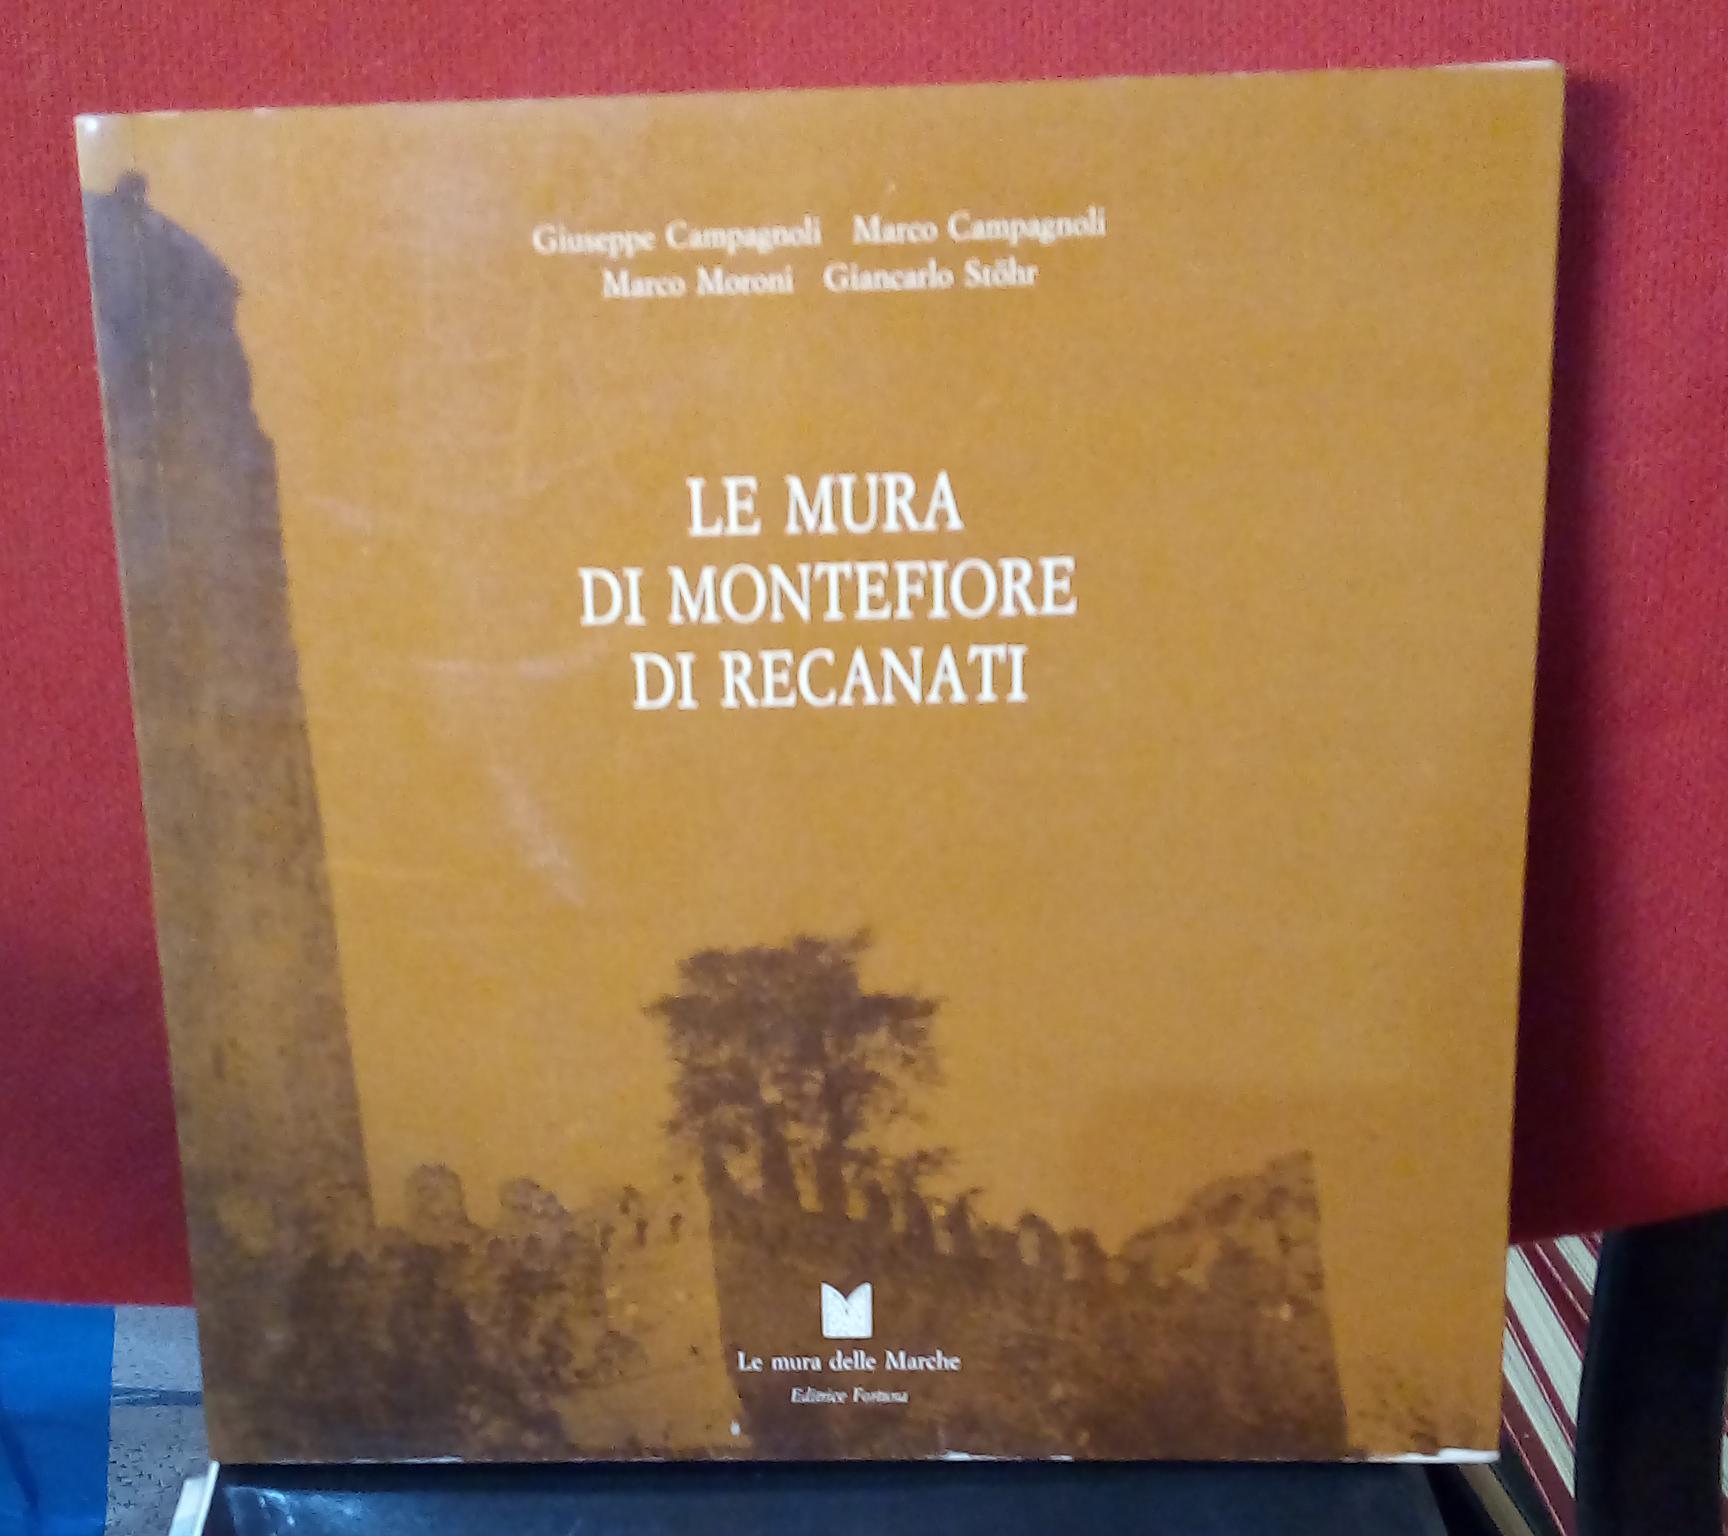 Giuseppe Campagnoli Marco Campagnoli
Marco Moroni Giancarlo Stöhr
LE MURA
DI MONTEFIORE
DI RECANATI
Le mura delle Marche
Editrice Fortuna